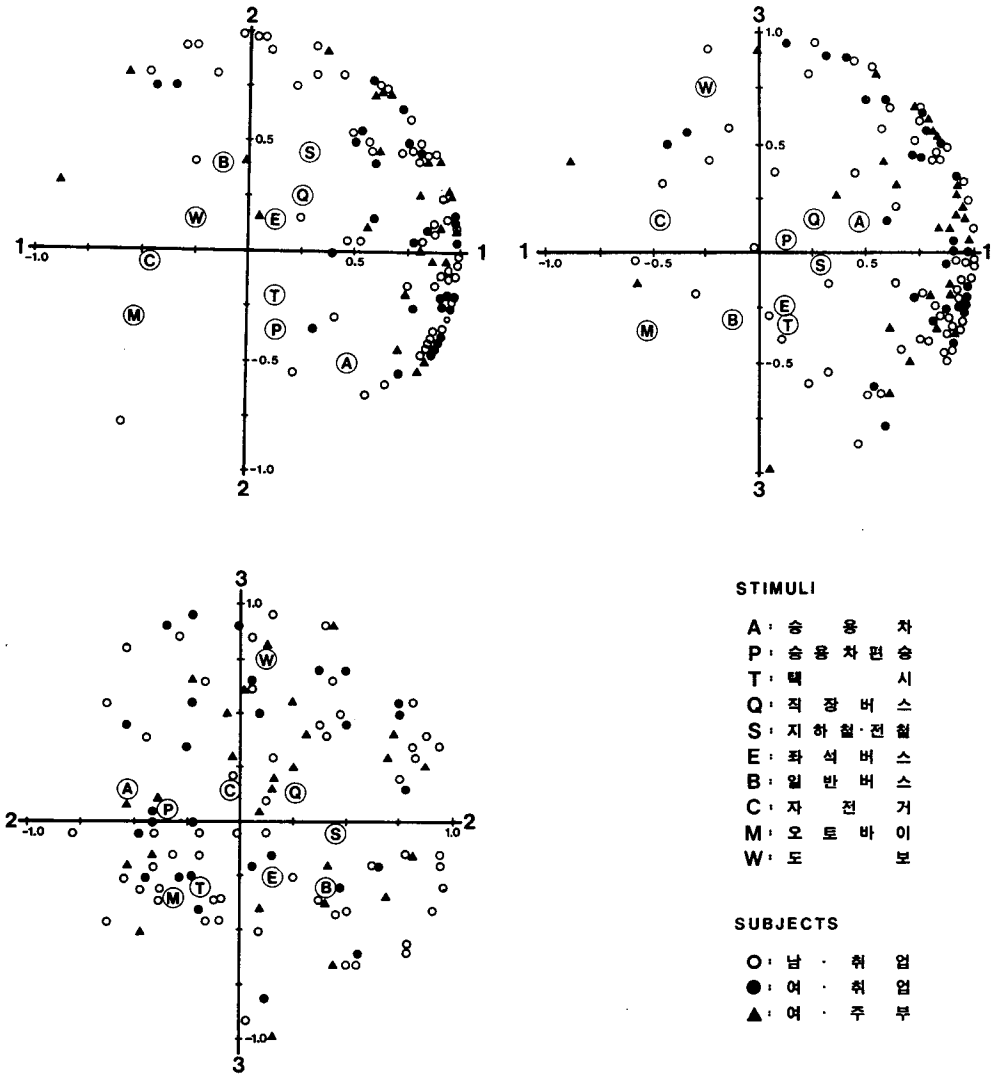 2
1
1
-1.0
0.5
0.5
-0.5
-1.0
B
S
W
Q
E
C
M
T
P
A
2
3
1.0
0.5
1
1
-1.0
-0.5
0.5
-0.5
W
C
Q
A
P
S
M
B
E
T
3
3
1.0
2
2
-1.0
1.0
-1.0
W
A
P
C
Q
S
M
T
E
B
3
STIMULI
A : 승 용 차
P : 승용차편승
T : 택 시
Q : 직 장 버 스
S : 지하철·전철
E : 좌 석 버 스
B : 일 반 버 스
C : 자 전 거
M : 오 토 바 이
W : 도 보
SUBJECTS
○ : 남 · 취 업
● : 여 · 취 업
▲ : 여 · 주 부